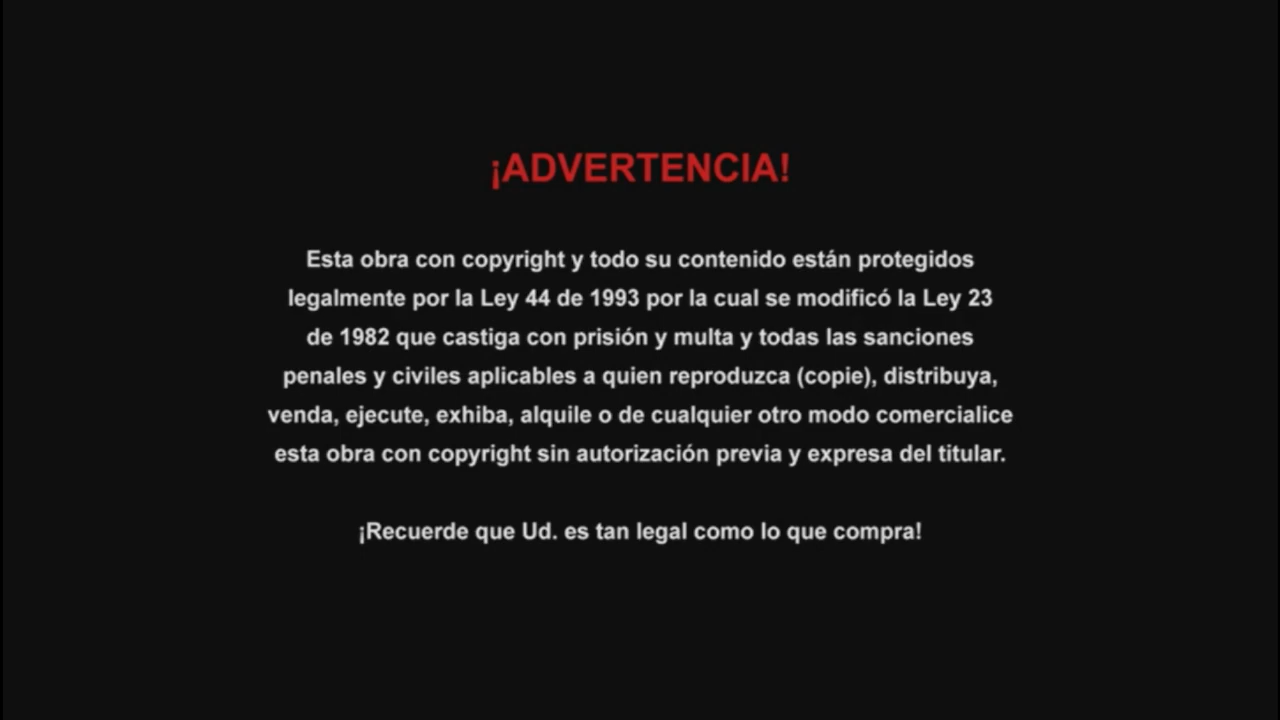 ¡ADVERTENCIA!
Esta obra con copyright y todo su contenido están protegidos
legalmente por la Ley 44 de 1993 por la cual se modificó la Ley 23
de 1982 que castiga con prisión y multa y todas las sanciones
penales y civiles aplicables a quien reproduzca (copie), distribuya,
venda, ejecute, exhiba, alquile o de cualquier otro modo comercialice
esta obra con copyright sin autorización previa y expresa del titular.
¡Recuerde que Ud. es tan legal como lo que compra!